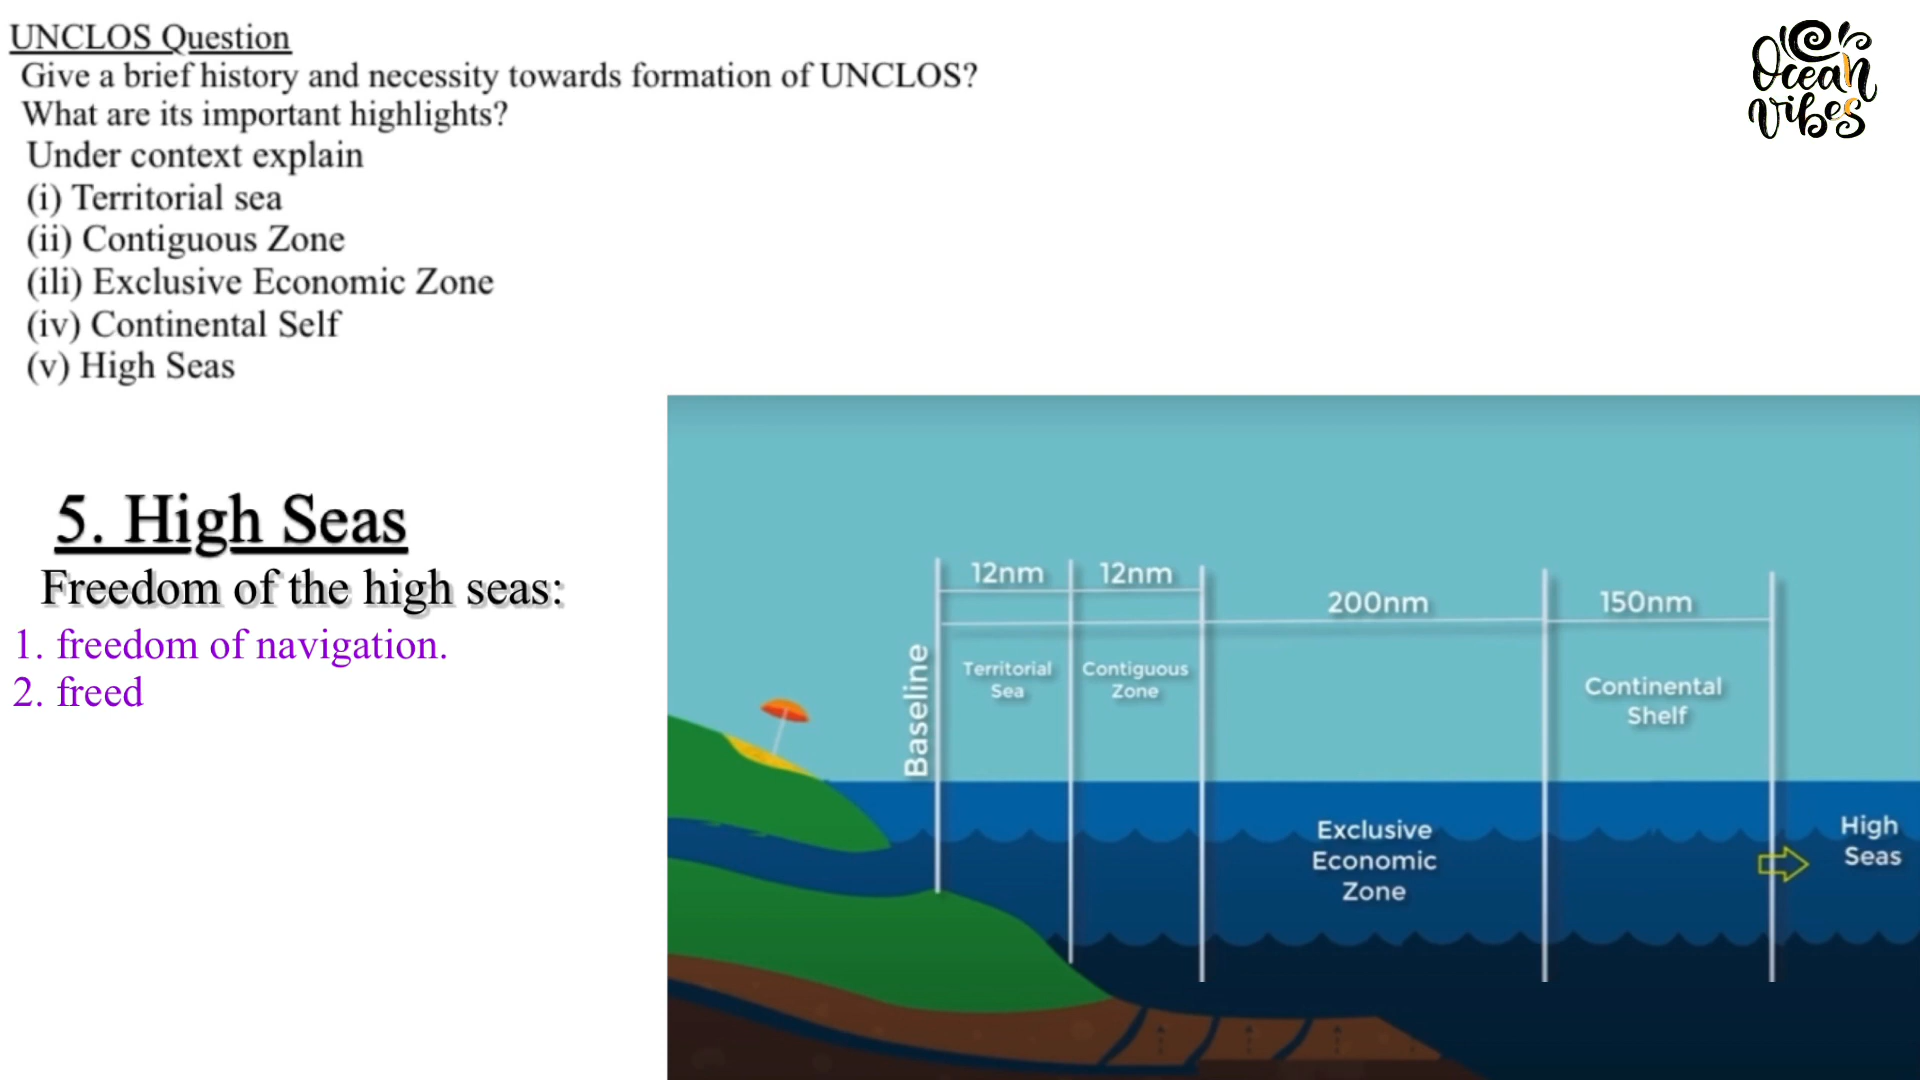 UNCLOS Question
Give a brief history and necessity towards formation of UNCLOS?
What are its important highlights?
Under context explain
(i) Territorial sea
(ii) Contiguous Zone
(ili) Exclusive Economic Zone
(iv) Continental Self
(v) High Seas
Ocean
Vibes
5. High Seas
Freedom of the high seas:
1. freedom of navigation.
2. freed
12nm
12nm
200nm
150nm
Baseline
Territorial
Sea
Contiguous
Zone
Continental
Shelf
Exclusive
Economic
Zone
High
Seas